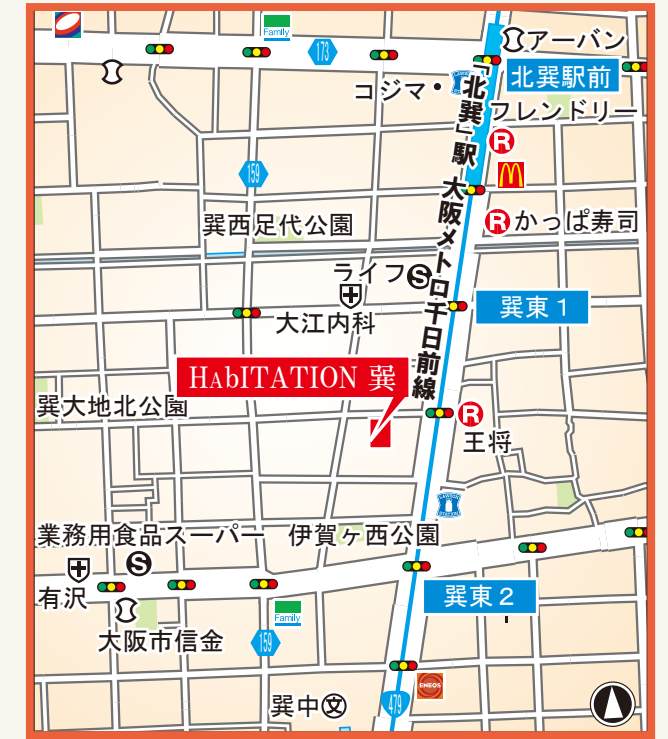 Family
173
アーバン
北巽駅前
コジマ
「北巽」駅 大阪メトロ千日前線
フレンドリー
R
M
159
巽西足代公園
R
かっぱ寿司
ライフ
S
大江内科
巽東1
HAbITATION 巽
巽大地北公園
R
王将
業務用食品スーパー
伊賀ヶ西公園
S
有沢
大阪市信金
巽東2
Family
159
ENEOS
巽中
文
479